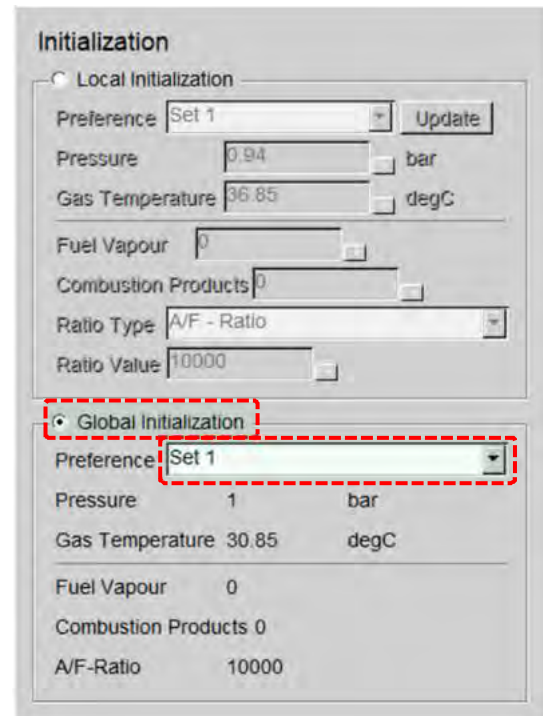 Initialization
Local Initialization
Preference Set 1 Update
Pressure 0.94 bar
Gas Temperature 36.85 degC
Fuel Vapour 0
Combustion Products 0
Ratio Type A/F - Ratio
Ratio Value 10000
Global Initialization
Preference Set 1
Pressure 1 bar
Gas Temperature 30.85 degC
Fuel Vapour 0
Combustion Products 0
A/F-Ratio 10000